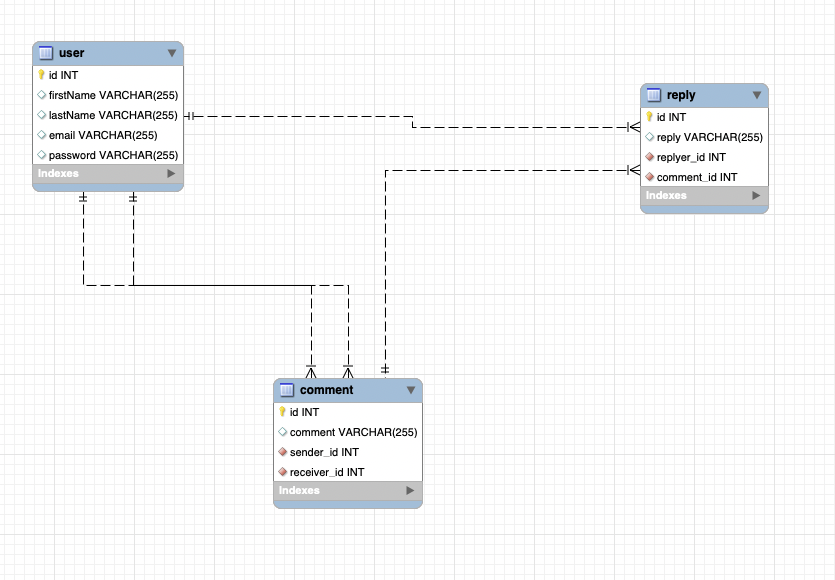 user
id INT
firstName VARCHAR(255)
lastName VARCHAR(255)
email VARCHAR(255)
password VARCHAR(255)
Indexes
reply
id INT
reply VARCHAR(255)
replyer_id INT
comment_id INT
Indexes
comment
id INT
comment VARCHAR(255)
sender_id INT
receiver_id INT
Indexes